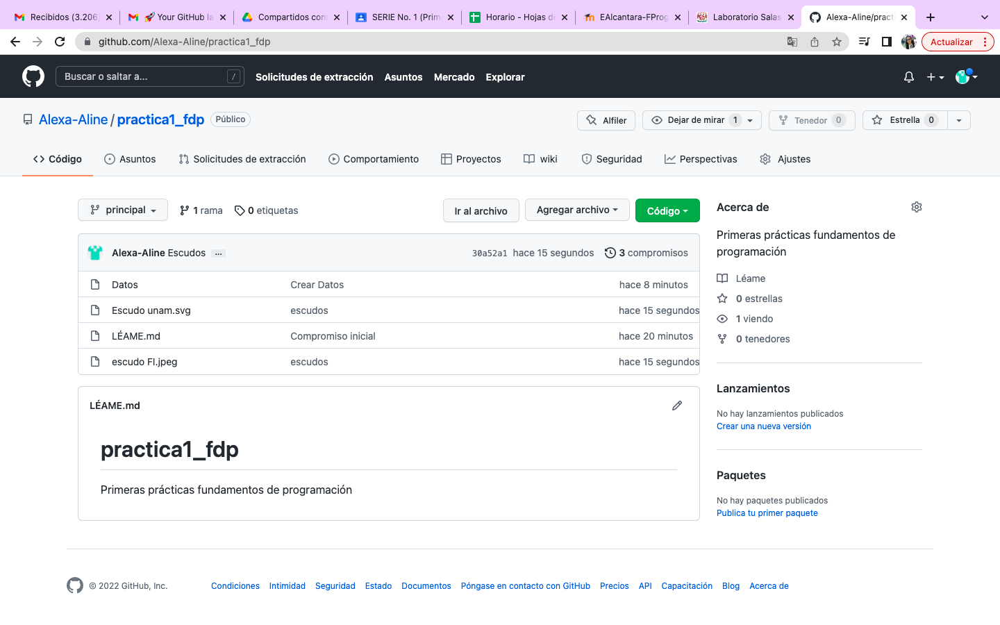 Recibidos (3.206
🚀 Your GitHub la
Compartidos con
SERIE No. 1 (Prim
Horario - Hojas de
EAlcantara-FProg
Laboratorio Salas
Alexa-Aline/pract
github.com/Alexa-Aline/practica1_fdp
Actualizar
Buscar o saltar a...
/
Solicitudes de extracción
Asuntos
Mercado
Explorar
Alexa-Aline / practica1_fdp
Público
Alfiler
Dejar de mirar 1
Tenedor 0
Estrella 0
Código
Asuntos
Solicitudes de extracción
Comportamiento
Proyectos
wiki
Seguridad
Perspectivas
Ajustes
principal
1 rama
0 etiquetas
Ir al archivo
Agregar archivo
Código
Alexa-Aline Escudos ...
30a52a1 hace 15 segundos
3 compromisos
Datos Crear Datos hace 8 minutos
Escudo unam.svg escudos hace 15 segundos
LÉAME.md Compromiso inicial hace 20 minutos
escudo FI.jpeg escudos hace 15 segundos
LÉAME.md
practica1_fdp
Primeras prácticas fundamentos de programación
Acerca de
Primeras prácticas fundamentos de
programación
Léame
0 estrellas
1 viendo
0 tenedores
Lanzamientos
No hay lanzamientos publicados
Crear una nueva versión
Paquetes
No hay paquetes publicados
Publica tu primer paquete
© 2022 GitHub, Inc.
Condiciones
Intimidad
Seguridad
Estado
Documentos
Póngase en contacto con GitHub
Precios
API
Capacitación
Blog
Acerca de